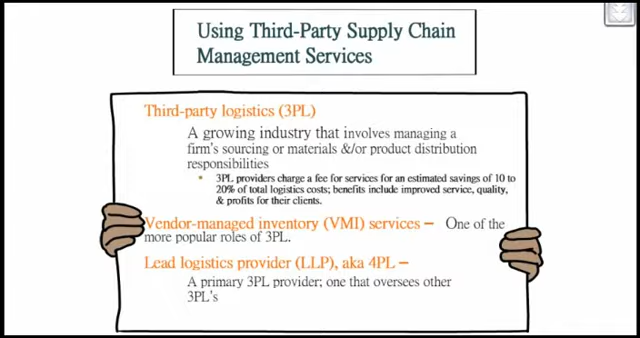 Using Third-Party Supply Chain
Management Services
Third-party logistics (3PL)
A growing industry that involves managing a
firm's sourcing or materials &/or product distribution
responsibilities
3PL providers charge a fee for services for an estimated savings of 10 to
20% of total logistics costs; benefits include improved service, quality,
& profits for their clients.
Vendor-managed inventory (VMI) services – One of the
more popular roles of 3PL.
Lead logistics provider (LLP), aka 4PL –
A primary 3PL provider; one that oversees other
3PL's